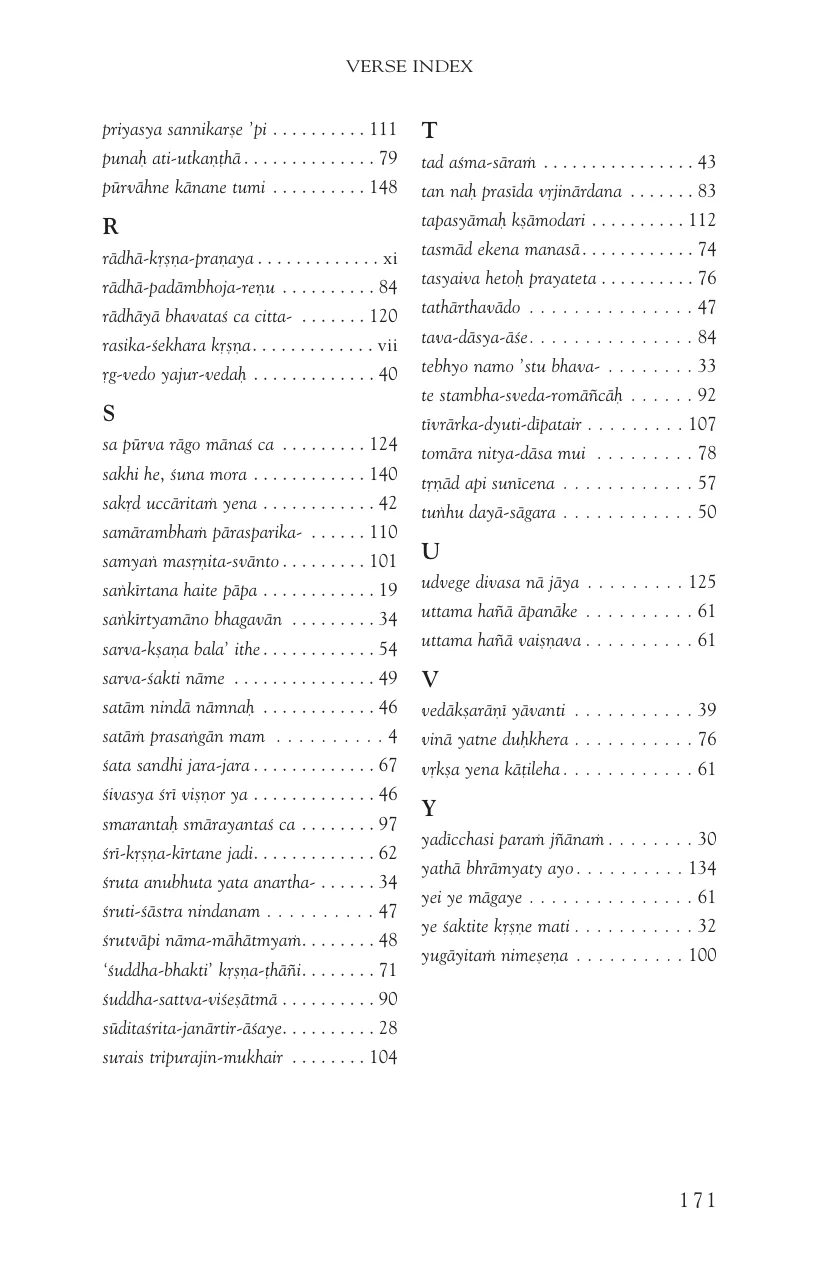 VERSE INDEX
priyasya sannikarṣe ’pi . . . . . . . . . . 111
punaḥ ati-utkaṇṭhā . . . . . . . . . . . . . . 79
pūrvāhne kānane tumi . . . . . . . . . . 148
R
rādhā-kṛṣṇa-praṇaya . . . . . . . . . . . . . xi
rādhā-padāmbhoja-reṇu . . . . . . . . . . 84
rādhāyā bhavataś ca citta- . . . . . . . 120
rasika-śekhara kṛṣṇa. . . . . . . . . . . . . vii
ṛg-vedo yajur-vedaḥ . . . . . . . . . . . . . 40
S
sa pūrva rāgo mānaś ca . . . . . . . . . 124
sakhi he, śuna mora . . . . . . . . . . . . 140
sakṛd uccāritaṁ yena . . . . . . . . . . . . 42
samārambhaṁ pārasparika- . . . . . . 110
samyaṅ masṛṇita-svānto . . . . . . . . . 101
saṅkīrtana haite pāpa . . . . . . . . . . . . 19
saṅkīrtyamāno bhagavān . . . . . . . . . 34
sarva-kṣaṇa bala’ ithe . . . . . . . . . . . . 54
sarva-śakti nāme . . . . . . . . . . . . . . . 49
satām nindā nāmnaḥ . . . . . . . . . . . . 46
satāṁ prasaṅgān mam . . . . . . . . . . 4
śata sandhi jara-jara . . . . . . . . . . . . . 67
śivasya śrī viṣṇor ya . . . . . . . . . . . . . 46
smarantaḥ smārayantaś ca . . . . . . . . 97
śrī-kṛṣṇa-kīrtane jadi. . . . . . . . . . . . . 62
śruta anubhuta yata anartha- . . . . . . 34
śruti-śāstra nindanam . . . . . . . . . . 47
śrutvāpi nāma-māhātmyaṁ. . . . . . . . 48
‘śuddha-bhakti’ kṛṣṇa-ṭhāñi. . . . . . . . 71
śuddha-sattva-viśeṣātmā . . . . . . . . . . 90
sūditaśrita-janārtir-āśaye. . . . . . . . . . 28
surais tripurajin-mukhair . . . . . . . . 104
T
tad aśma-sāraṁ . . . . . . . . . . . . . . . . 43
tan naḥ prasīda vṛjinārdana . . . . . . . 83
tapasyāmaḥ kṣāmodari . . . . . . . . . . 112
tasmād ekena manasā. . . . . . . . . . . . 74
tasyaiva hetoḥ prayateta . . . . . . . . . . 76
tathārthavādo . . . . . . . . . . . . . . . 47
tava-dāsya-āśe. . . . . . . . . . . . . . . 84
tebhyo namo ’stu bhava- . . . . . . . . . 33
te stambha-sveda-romāñcāḥ . . . . . . 92
tīvrārka-dyuti-dīpatair . . . . . . . . . 107
tomāra nitya-dāsa mui . . . . . . . . . 78
tṛṇād api sunīcena . . . . . . . . . . . . 57
tuṅhu dayā-sāgara . . . . . . . . . . . . 50
U
udvege divasa nā jāya . . . . . . . . . 125
uttama hañā āpanāke . . . . . . . . . . 61
uttama hañā vaiṣṇava . . . . . . . . . . 61
V
vedākṣarāṇī yāvanti . . . . . . . . . . . 39
vinā yatne duḥkhera . . . . . . . . . . . 76
vṛkṣa yena kāṭileha. . . . . . . . . . . . 61
Y
yadīcchasi paraṁ jñānaṁ . . . . . . . . 30
yathā bhrāmyaty ayo. . . . . . . . . . 134
yei ye māgaye . . . . . . . . . . . . . . . 61
ye śaktite kṛṣṇe mati . . . . . . . . . . . 32
yugāyitaṁ nimeṣeṇa . . . . . . . . . . 100
171